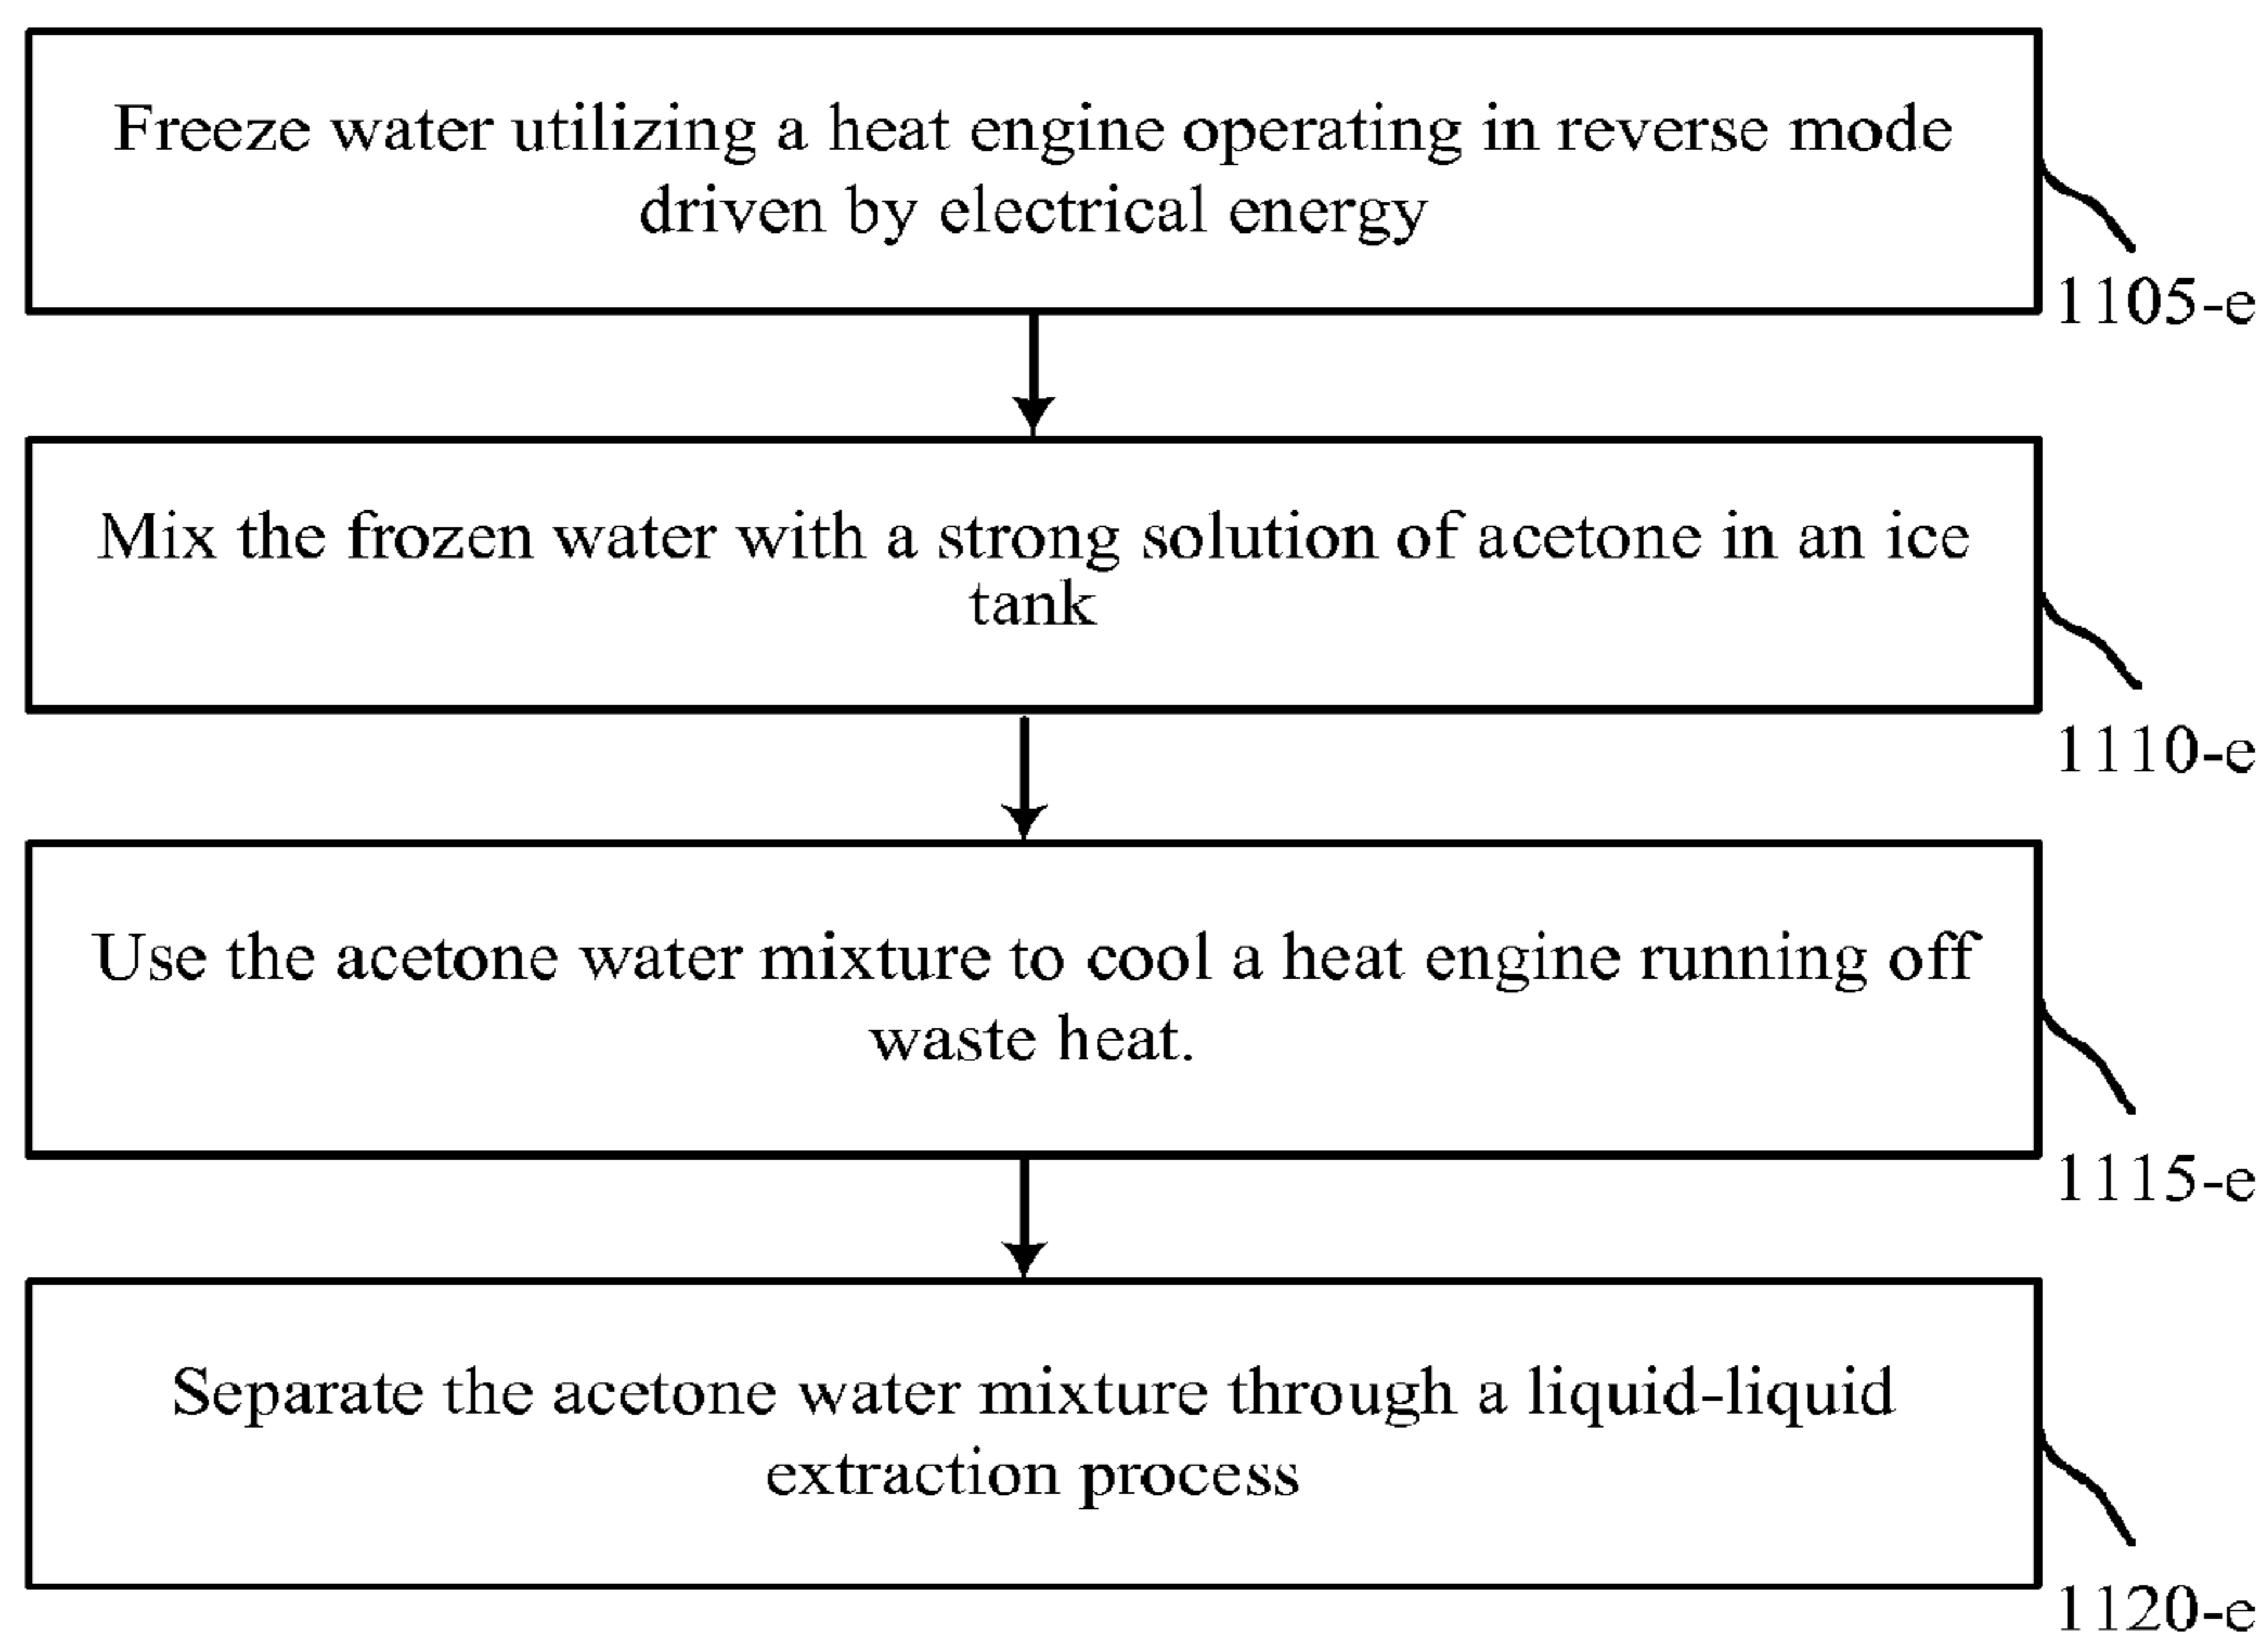 Freeze water utilizing a heat engine operating in reverse mode
driven by electrical energy
1105-e
Mix the frozen water with a strong solution of acetone in an ice
tank
1110-e
Use the acetone water mixture to cool a heat engine running off
waste heat.
1115-e
Separate the acetone water mixture through a liquid-liquid
extraction process
1120-e